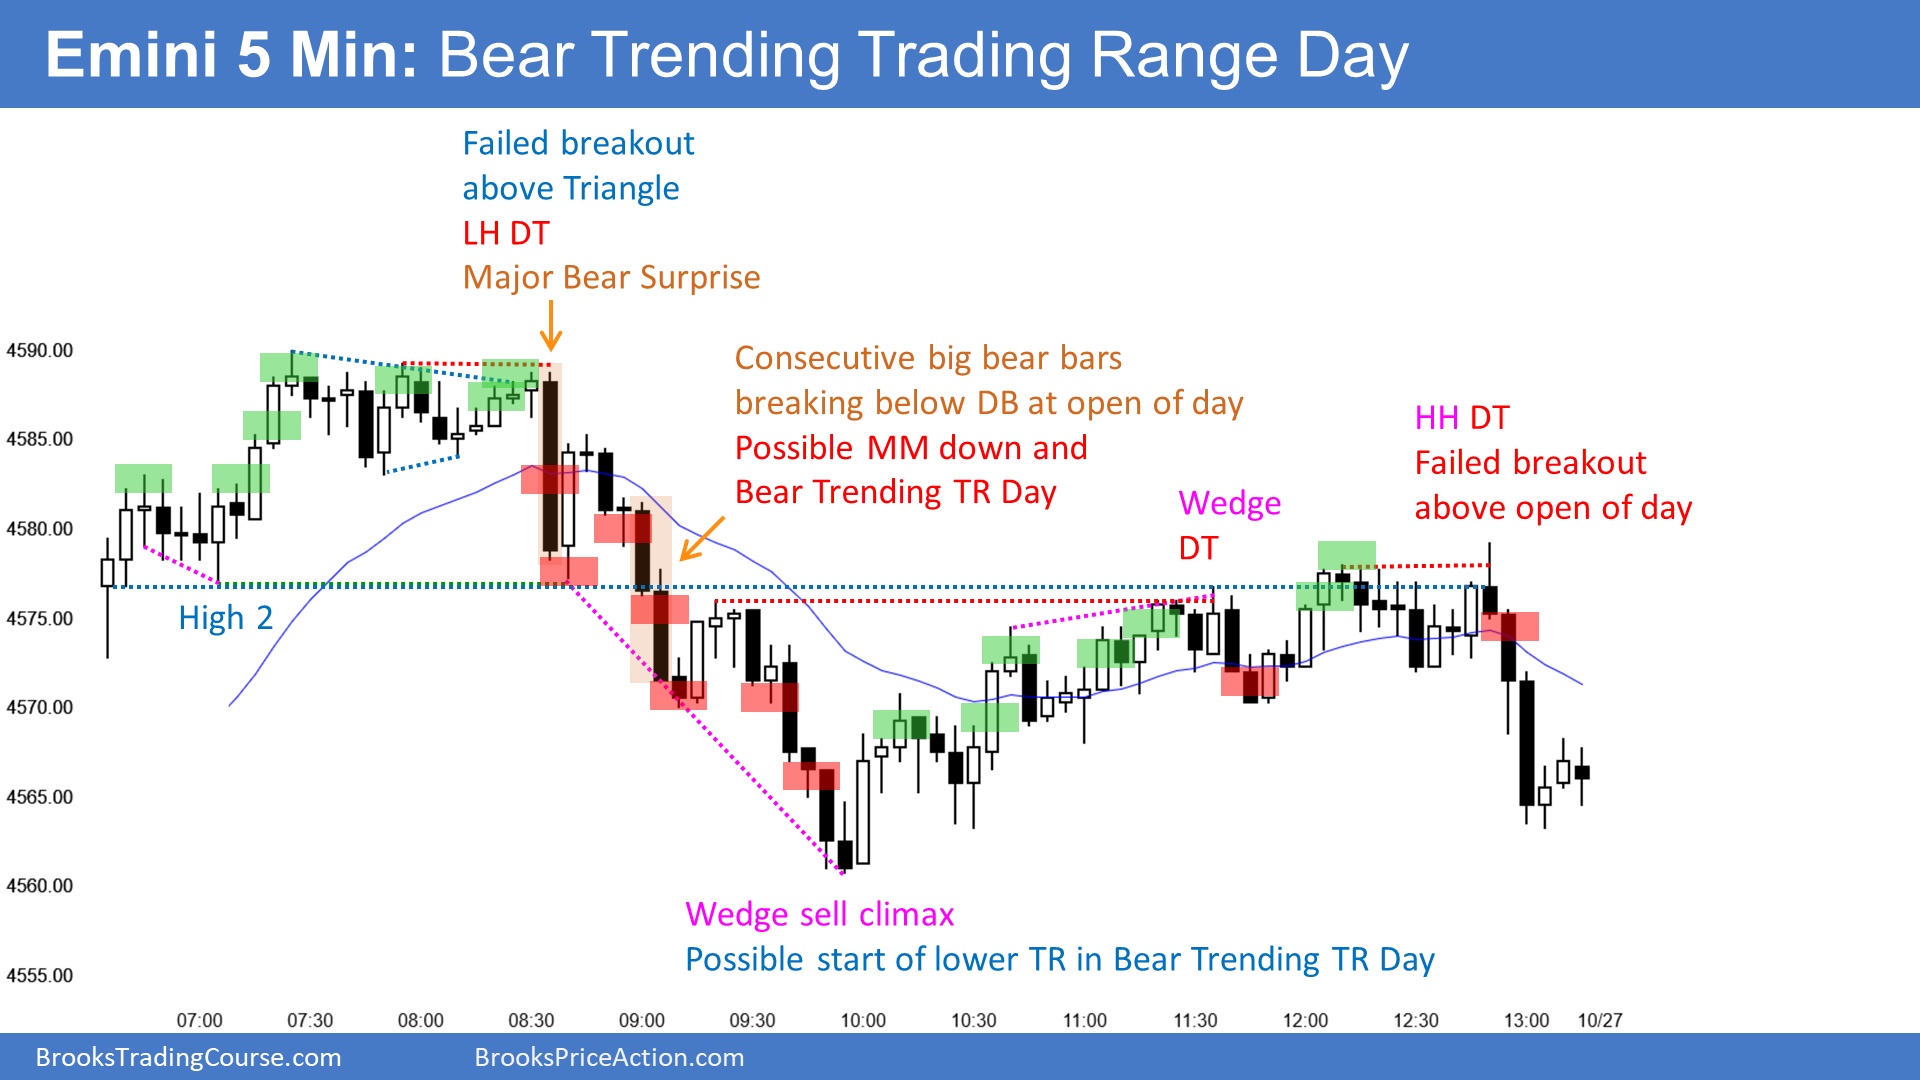 Emini 5 Min: Bear Trending Trading Range Day
Failed breakout
above Triangle
LH DT
Major Bear Surprise
Consecutive big bear bars
breaking below DB at open of day
Possible MM down and
Bear Trending TR Day
HH DT
Failed breakout
above open of day
Wedge
DT
High 2
Wedge sell climax
Possible start of lower TR in Bear Trending TR Day
4590.00
4585.00
4580.00
4575.00
4570.00
4565.00
4560.00
4555.00
07:00 07:30 08:00 08:30 09:00 09:30 10:00 10:30 11:00 11:30 12:00 12:30 13:00 10/27
BrooksTradingCourse.com BrooksPriceAction.com